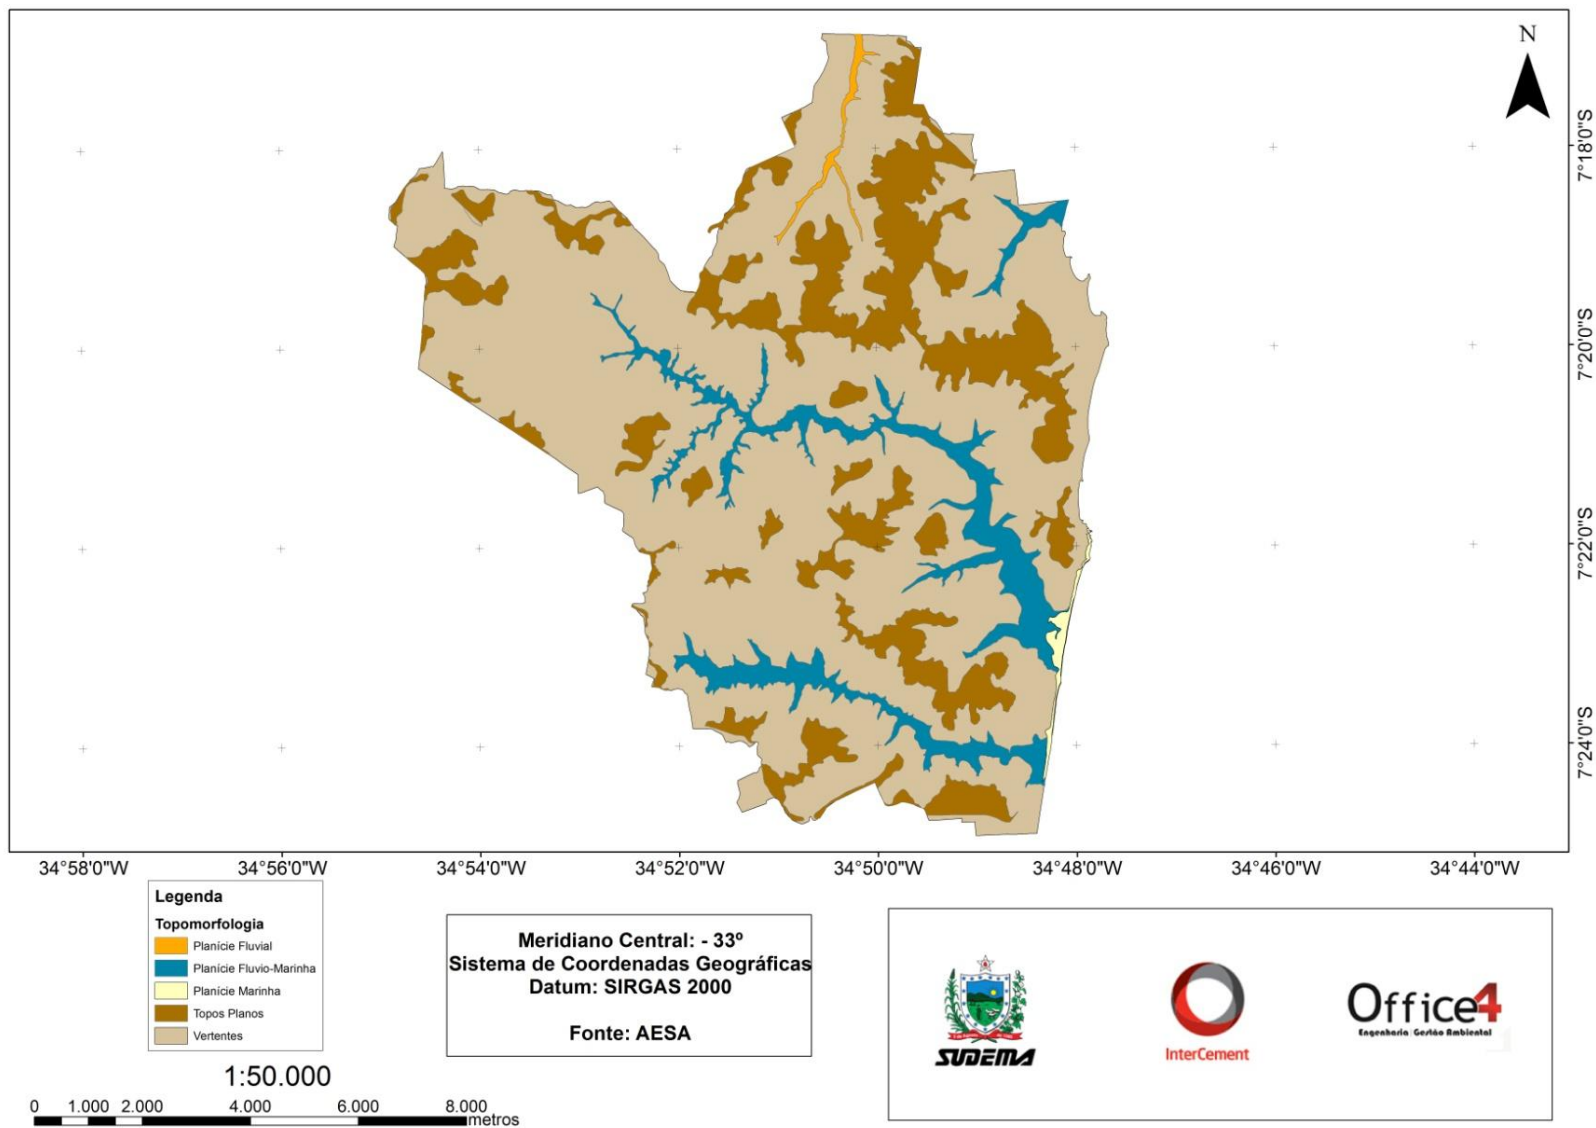 N
7°18'0"S
7°20'0"S
7°22'0"S
7°24'0"S
34°58'0"W 34°56'0"W 34°54'0"W 34°52'0"W 34°50'0"W 34°48'0"W 34°46'0"W 34°44'0"W
Legenda
Topomorfologia
Planície Fluvial
Planície Fluvio-Marinha
Planície Marinha
Topos Planos
Vertentes
1:50.000
0 1.000 2.000 4.000 6.000 8.000
metros
Meridiano Central: - 33º
Sistema de Coordenadas Geográficas
Datum: SIRGAS 2000
Fonte: AESA
SUDEMA
InterCement
Office4
Engenharia Gestão Ambiental